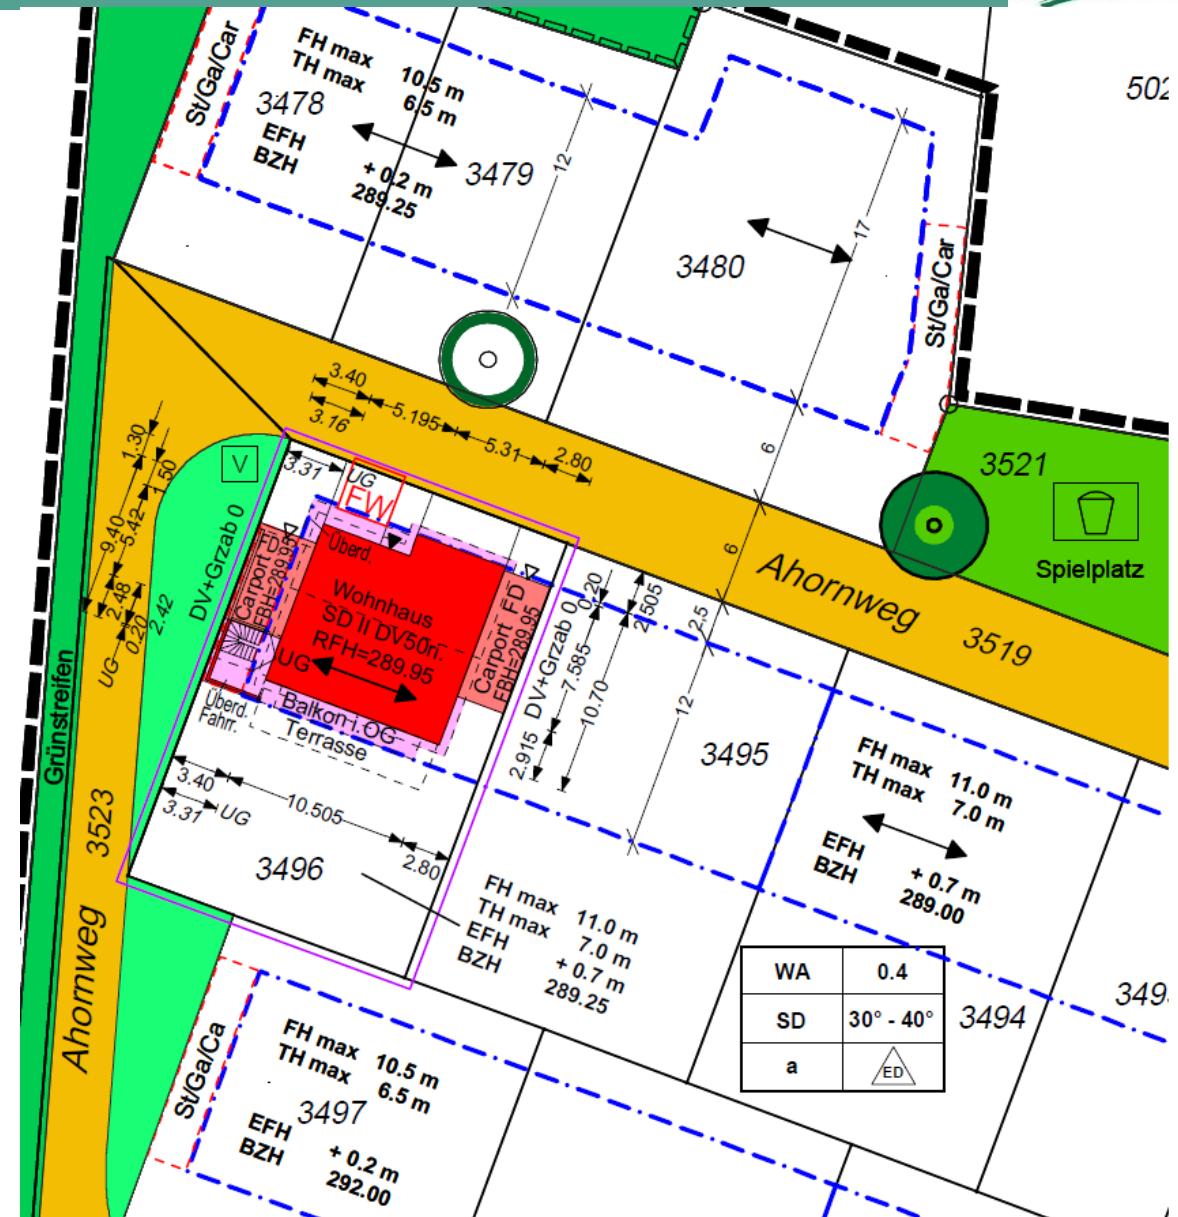 St/Ga/Car
FH max 10.5 m
TH max 6.5 m
3478
EFH + 0.2 m
BZH 289.25
3479
12
3480
17
St/Ga/Car
502
3521
Spielplatz
6
6
Ahornweg
3519
3.40
3.16
5.195
5.31
2.80
1.30
1.50
9.40
5.42
2.48
0.20
2.42
UG
V
DV+Grzab 0
3.31
UG
FW
Überd.
FD
Carport
EBH=289.95
Wohnhaus
SD II DV50n.
RFH=289.95
UG
FD
Carport
EBH=289.95
DV+Grzab 0
0.20
2.505
7.585
10.70
2.915
2.5
12
Überd.
Fahrr.
Balkon i.OG
Terrasse
3.40
10.505
2.80
3.31 UG
3496
3495
Grünstreifen
3523
Ahornweg
FH max 11.0 m
TH max 7.0 m
EFH + 0.7 m
BZH 289.00
FH max 11.0 m
TH max 7.0 m
EFH + 0.7 m
BZH 289.25
WA 0.4
SD 30° - 40°
a ED
3494
349
St/Ga/Ca
FH max 10.5 m
TH max 6.5 m
3497
EFH + 0.2 m
BZH 292.00